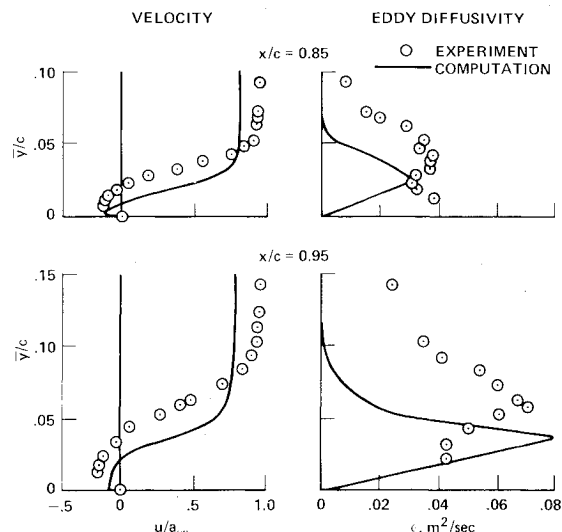 VELOCITY
EDDY DIFFUSIVITY
x/c = 0.85
EXPERIMENT
COMPUTATION
.10
y̅/c
.05
0
x/c = 0.95
.15
y̅/c
.10
.05
0
-.5 0 .5 1.0
0 .02 .04 .06 .08
u/a
, m²/sec